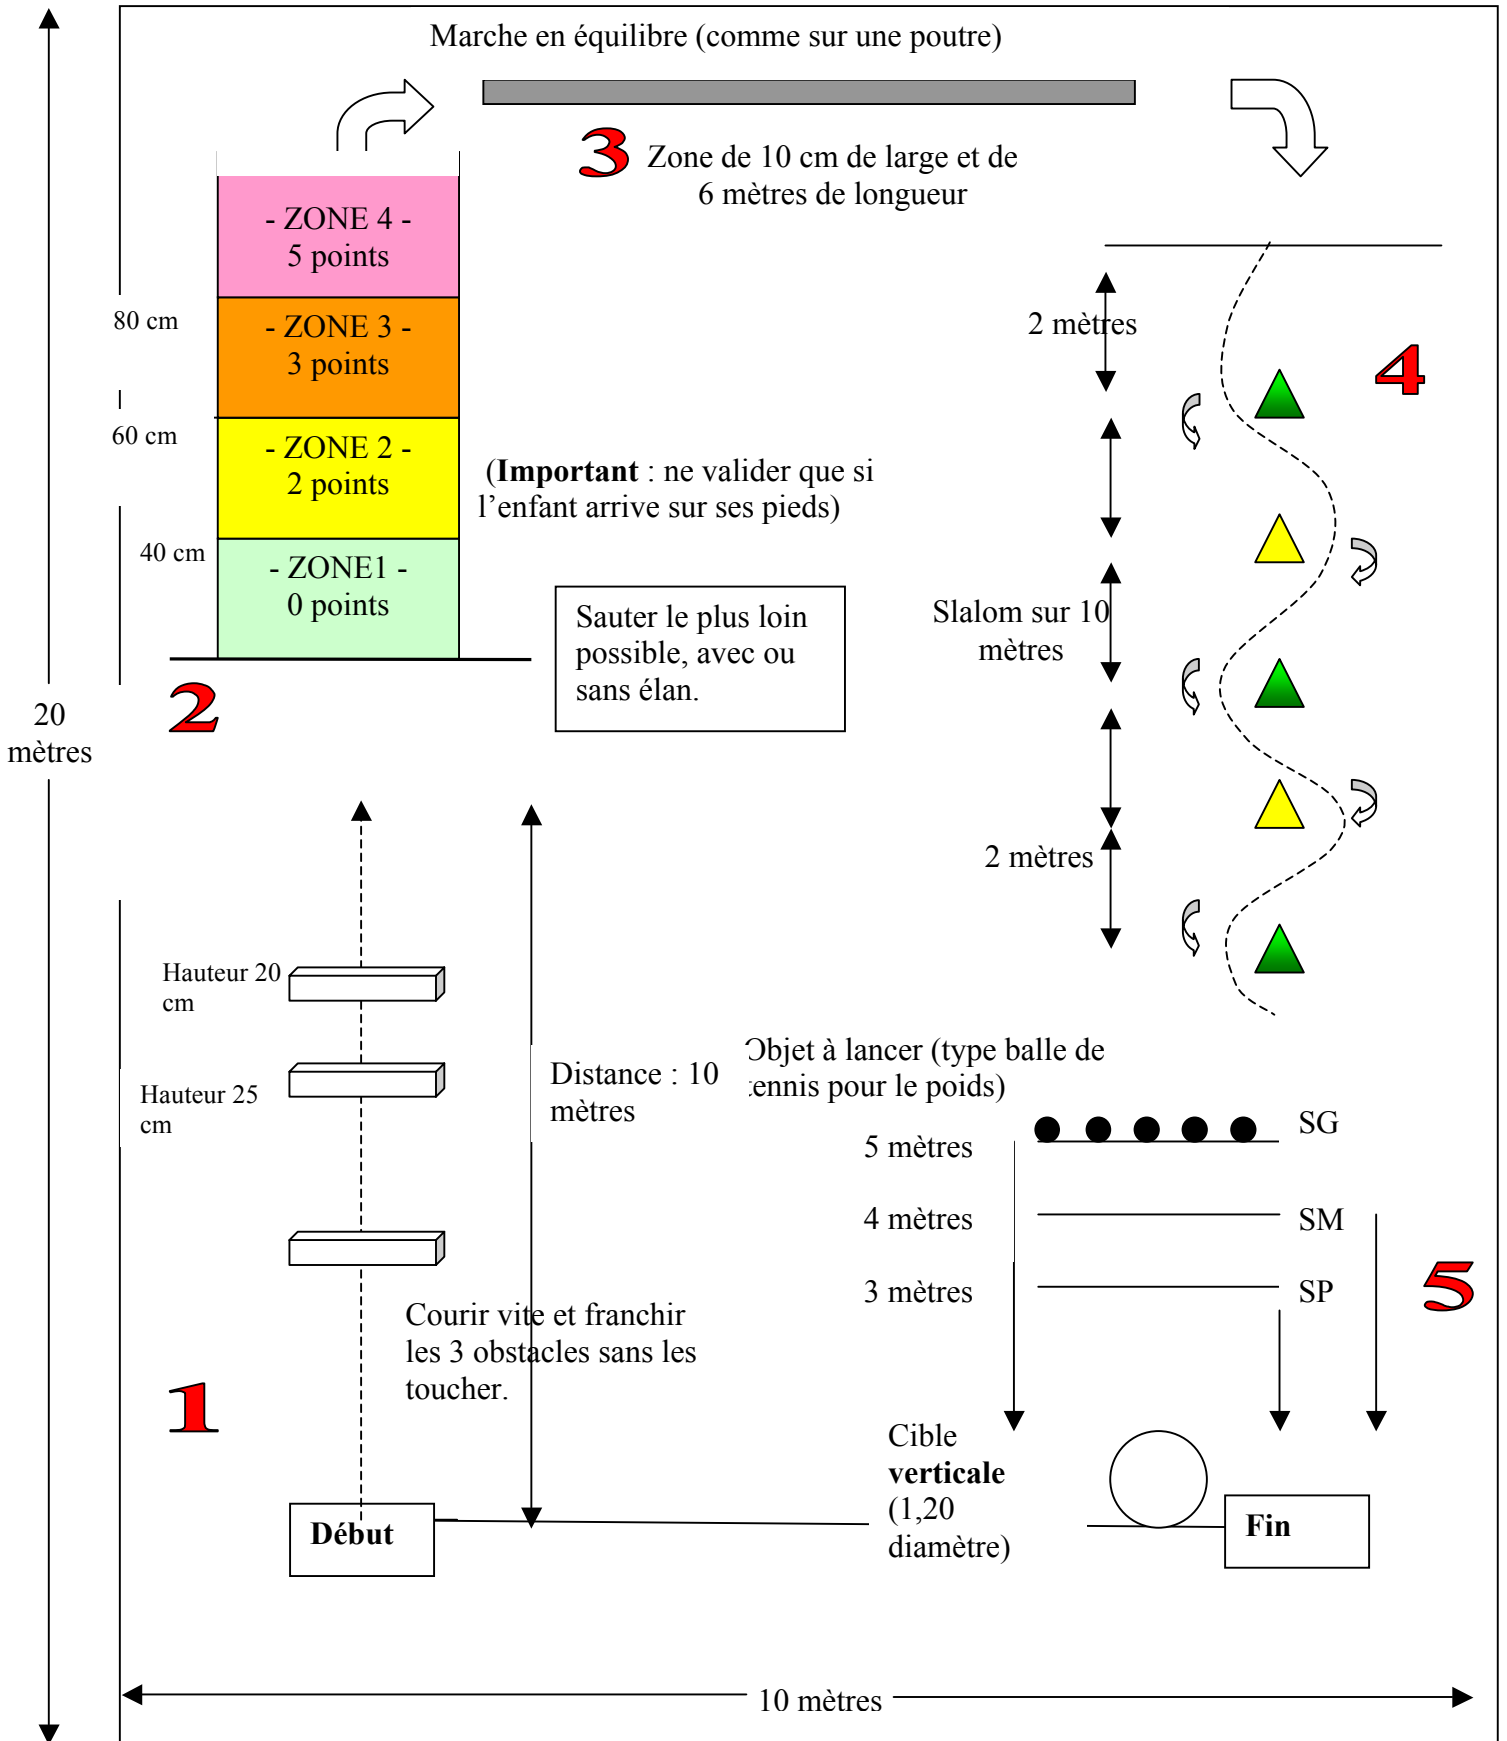 Marche en équilibre (comme sur une poutre)
3
Zone de 10 cm de large et de
6 mètres de longueur
- ZONE 4 -
5 points
80 cm
- ZONE 3 -
3 points
60 cm
- ZONE 2 -
2 points
40 cm
- ZONE1 -
0 points
(Important : ne valider que si
l’enfant arrive sur ses pieds)
Sauter le plus loin
possible, avec ou
sans élan.
2
20
mètres
2 mètres
4
Slalom sur 10
mètres
2 mètres
Hauteur 20
cm
Hauteur 25
cm
Distance : 10
mètres
Courir vite et franchir
les 3 obstacles sans les
toucher.
1
Début
Objet à lancer (type balle de
tennis pour le poids)
5 mètres
SG
4 mètres
SM
3 mètres
SP
5
Cible
verticale
(1,20
diamètre)
Fin
10 mètres